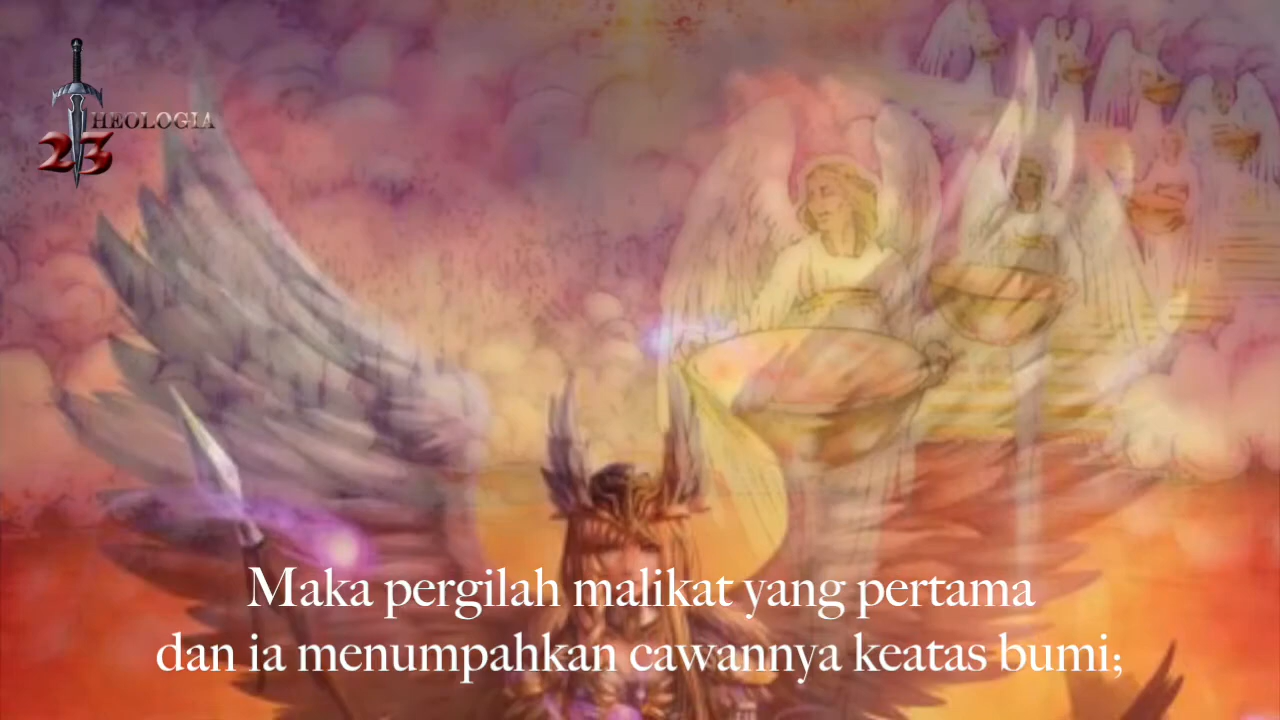 THEOLOGIA
23
Maka pergilah malikat yang pertama
dan ia menumpahkan cawannya keatas bumi;